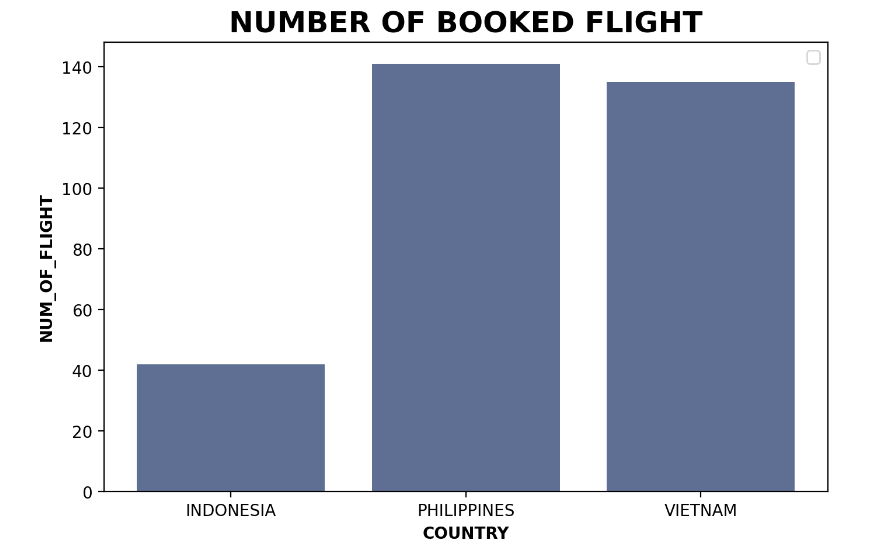 NUMBER OF BOOKED FLIGHT
NUM_OF_FLIGHT
140
120
100
80
60
40
20
0
INDONESIA PHILIPPINES VIETNAM
COUNTRY